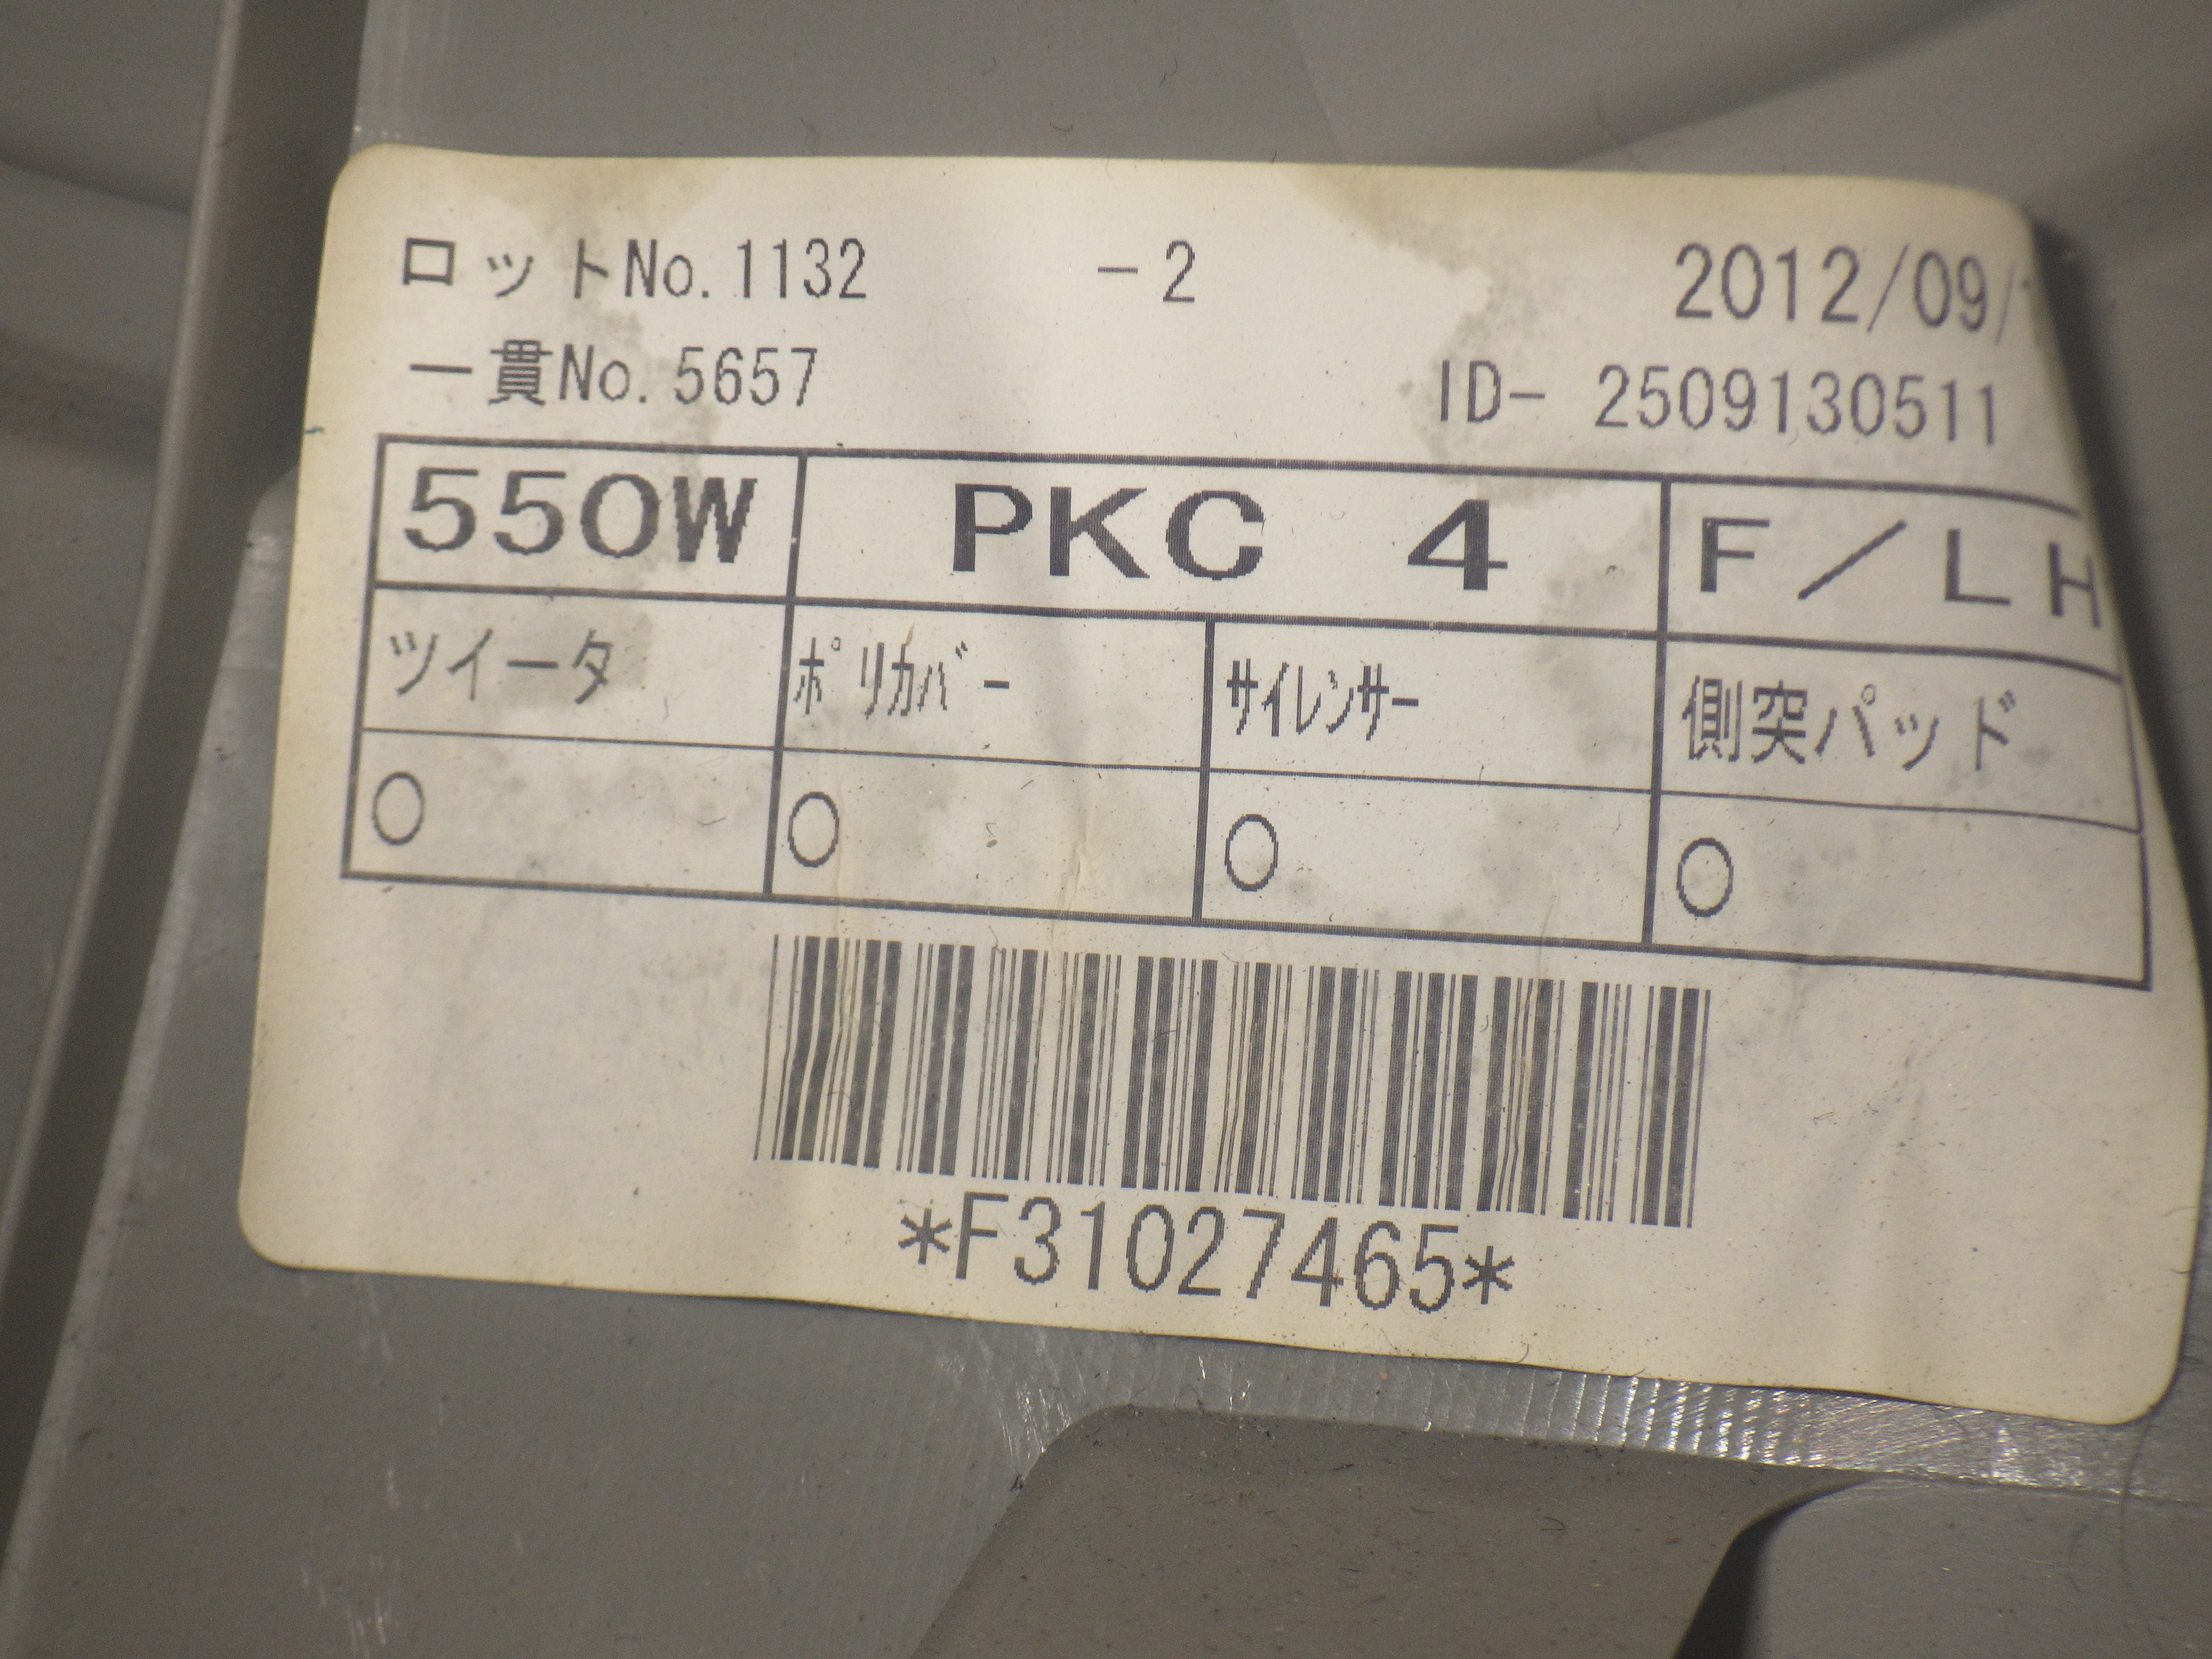 ロットNo.1132 -2 2012/09/
一貫No.5657 ID- 2509130511
550W PKC 4 F/LH
ツイータ ポリカバー サイレンサー 側突パッド
○ ○ ○ ○
*F31027465*